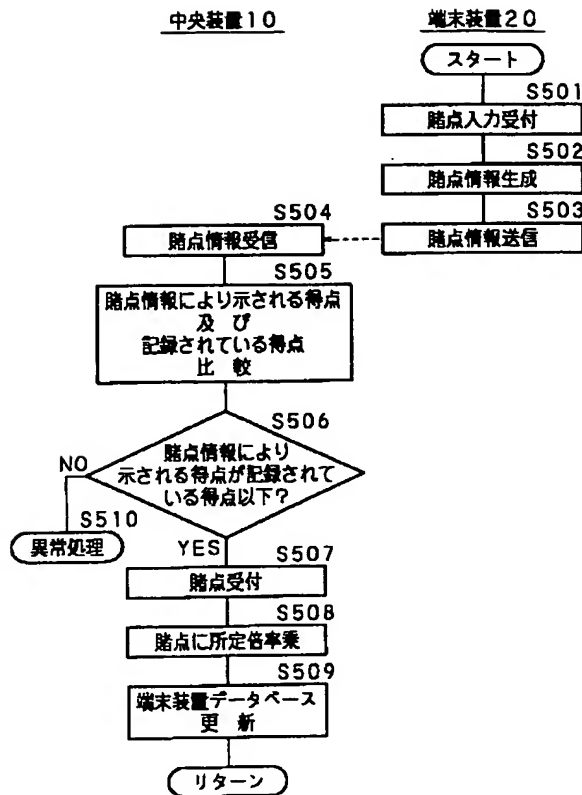 中央装置10
端末装置20
スタート
S501
賭点入力受付
S502
賭点情報生成
S503
賭点情報送信
S504
賭点情報受信
S505
賭点情報により示される得点
及び
記録されている得点
比較
S506
賭点情報により
示される得点が記録されて
いる得点以下?
NO
S510
異常処理
YES
S507
賭点受付
S508
賭点に所定倍率乗
S509
端末装置データベース
更新
リターン